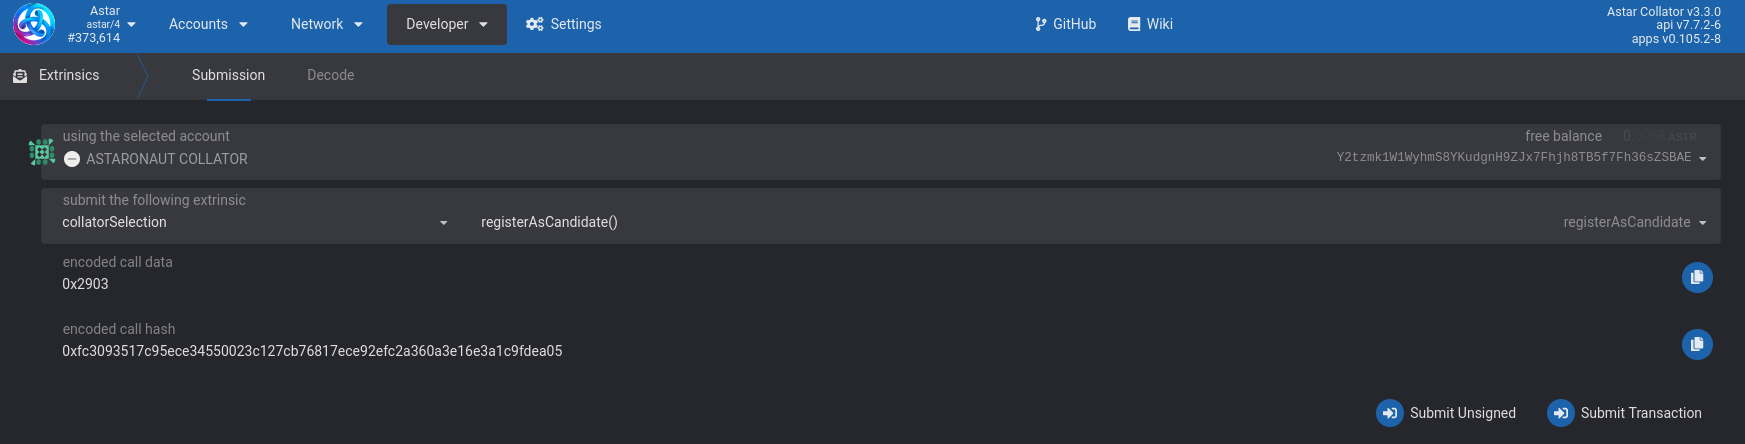 Astar
astar/4
#373,614
Accounts
Network
Developer
Settings
GitHub
Wiki
Astar Collator v3.3.0
api v7.7.2-6
apps v0.105.2-8
Extrinsics
Submission
Decode
using the selected account
free balance
ASTR
ASTARONAUT COLLATOR
Y2tzmk1W1WyhmS8YKudgnH9ZJx7Fhjh8TB5f7Fh36sZSBAE
submit the following extrinsic
collatorSelection
registerAsCandidate()
registerAsCandidate
encoded call data
0x2903
encoded call hash
0xfc3093517c95ece34550023c127cb76817ece92efc2a360a3e16e3a1c9fdea05
Submit Unsigned
Submit Transaction